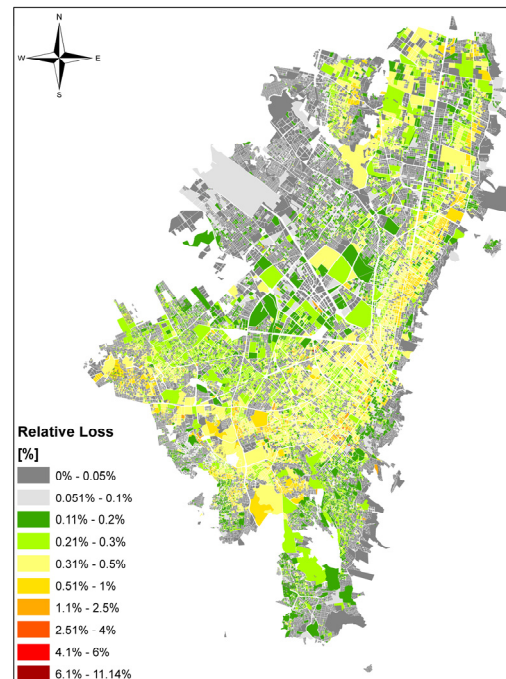 N
W E
S
Relative Loss
[%]
0% - 0.05%
0.051% - 0.1%
0.11% - 0.2%
0.21% - 0.3%
0.31% - 0.5%
0.51% - 1%
1.1% - 2.5%
2.51% - 4%
4.1% - 6%
6.1% - 11.14%